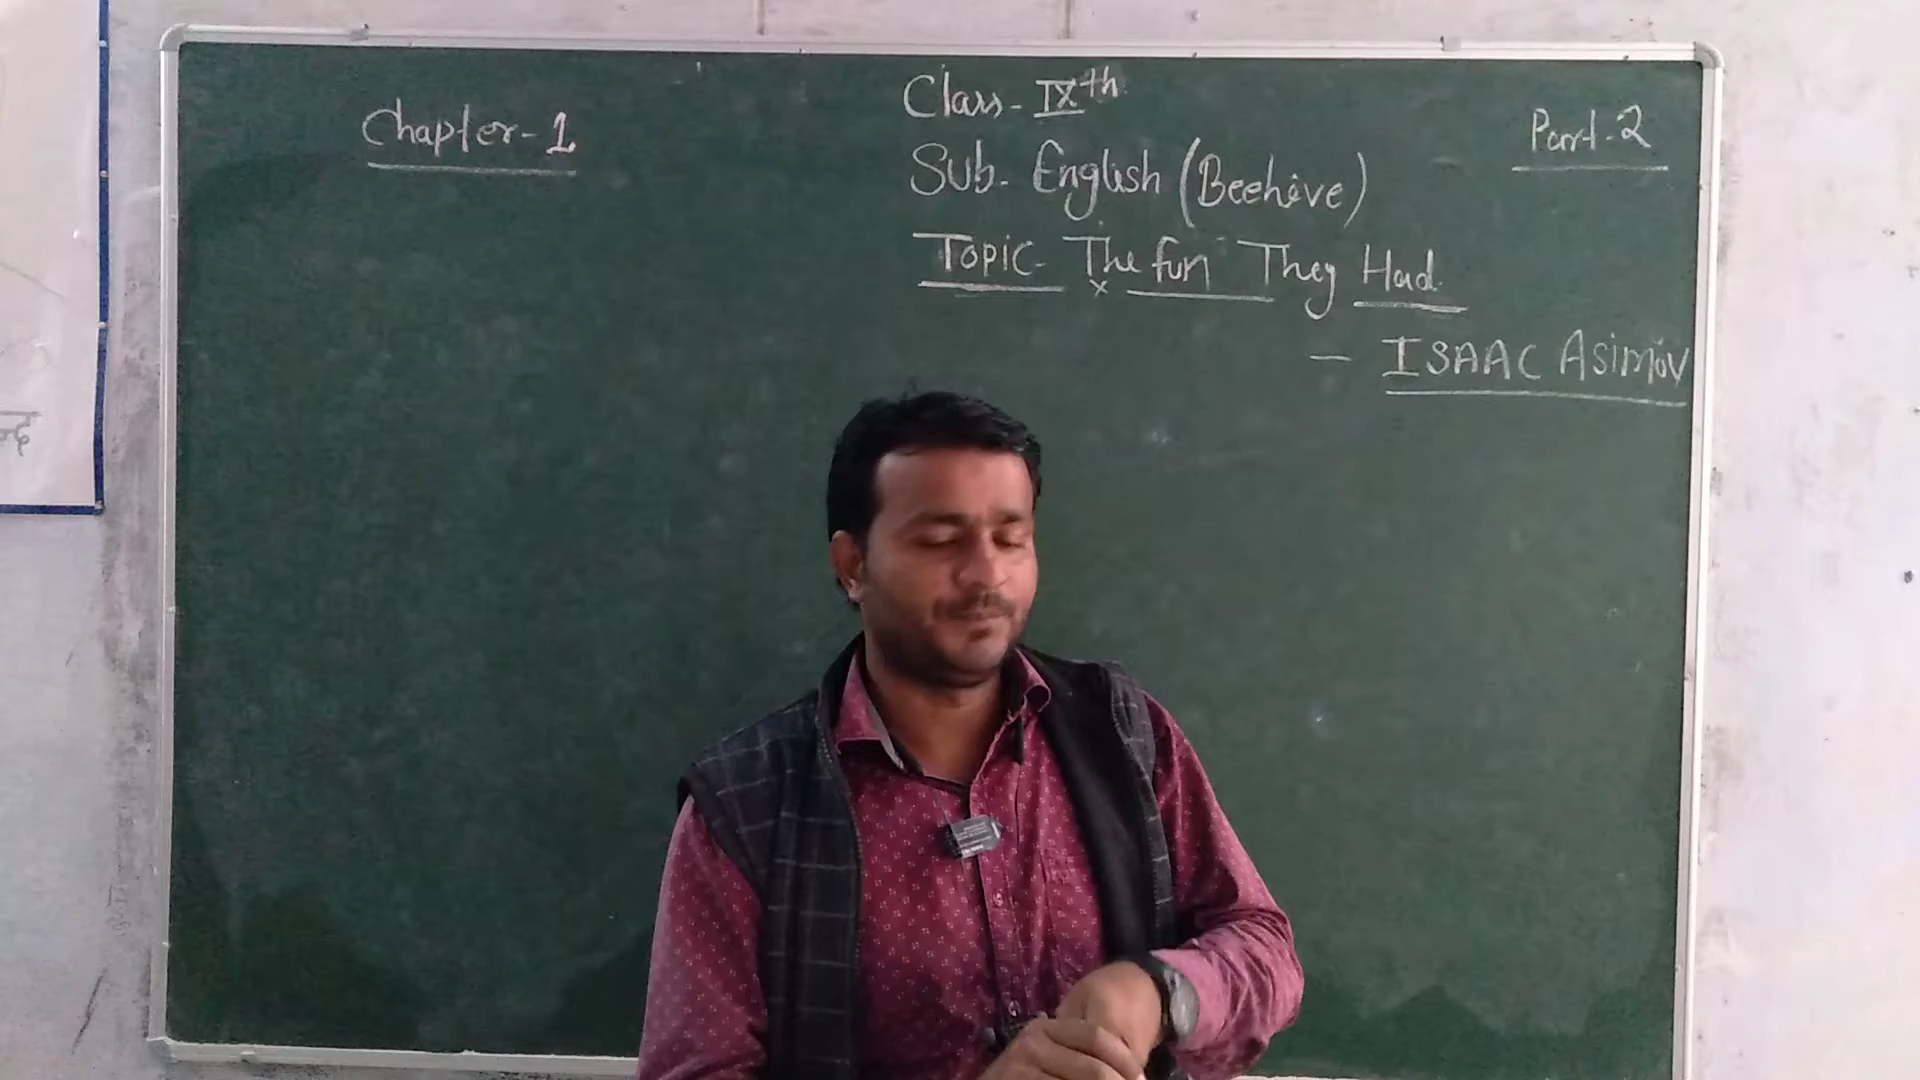 Chapter-1
Class- IXth
Sub- English (Beehive)
Topic- The fun They Had
- ISAAC Asimov
Part-2